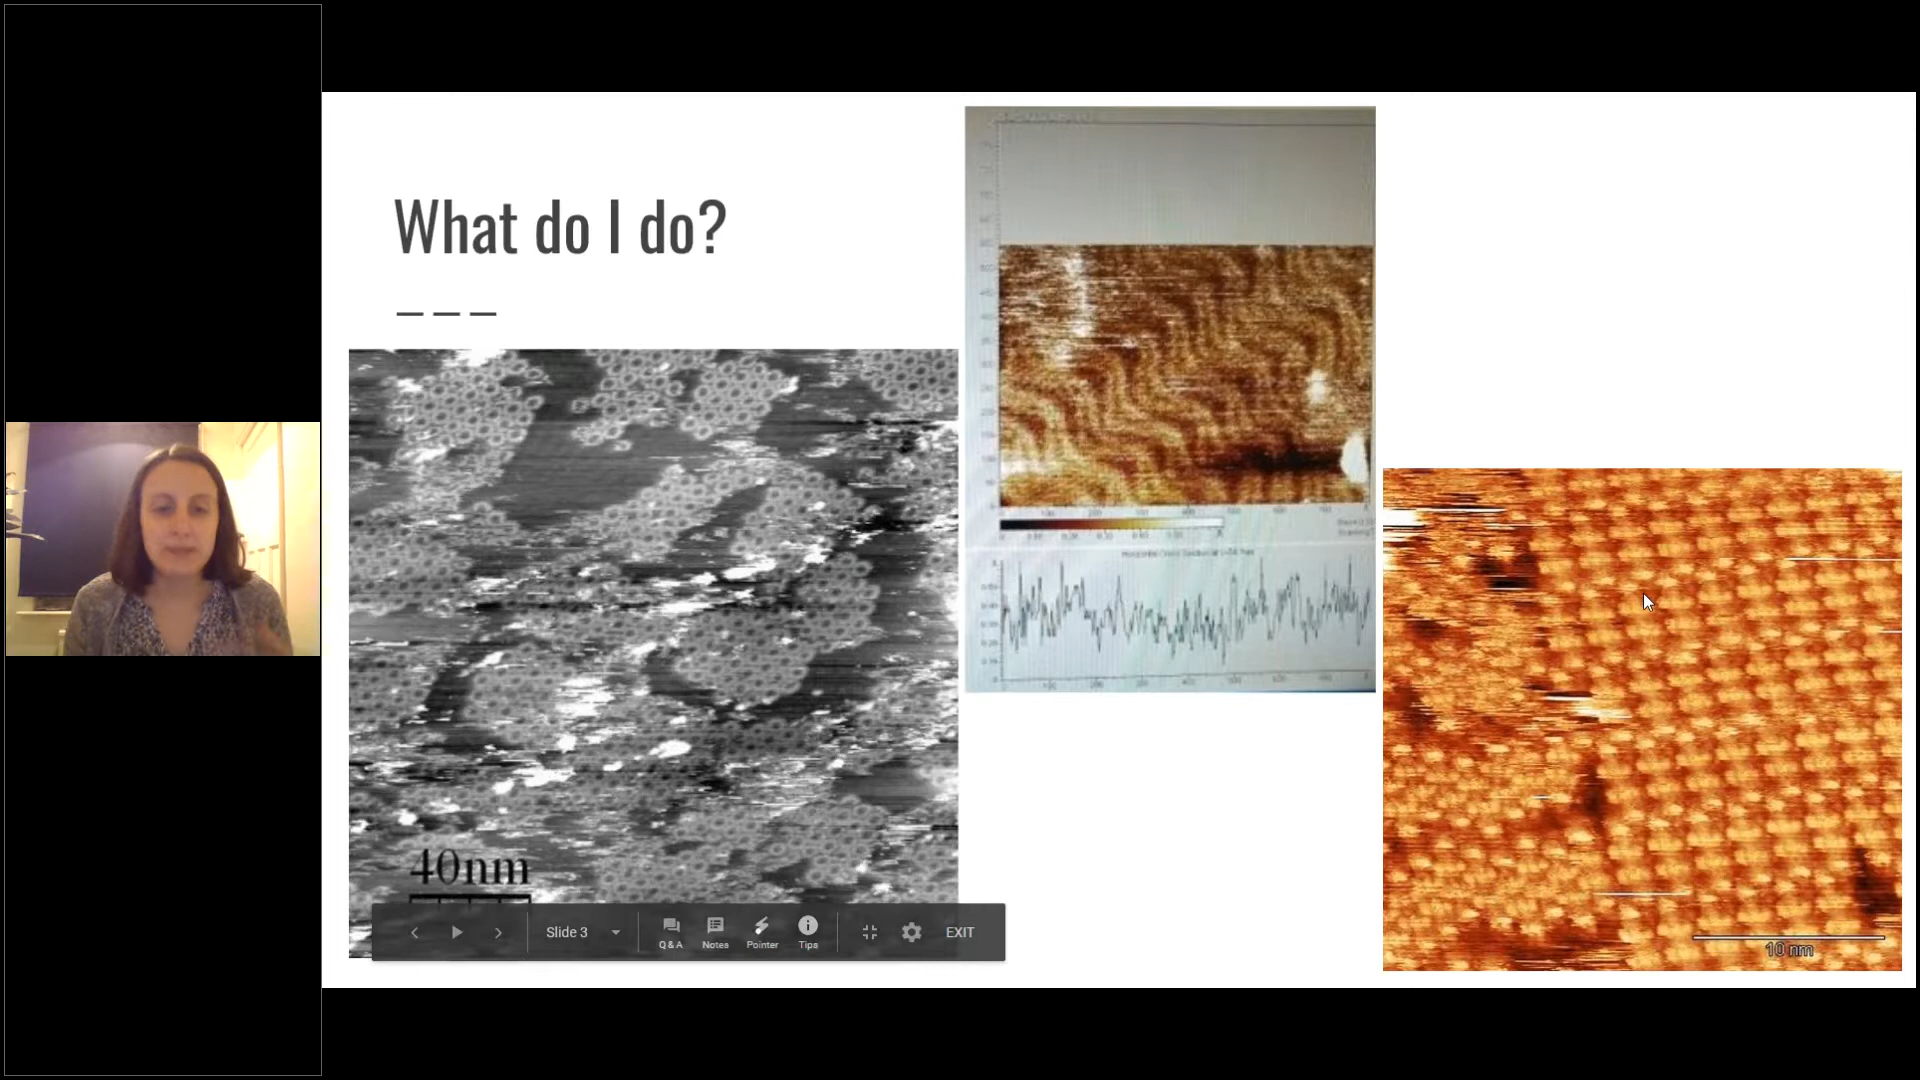 What do I do?
40nm
Slide 3
Q & A
Notes
Pointer
Tips
EXIT
10 nm